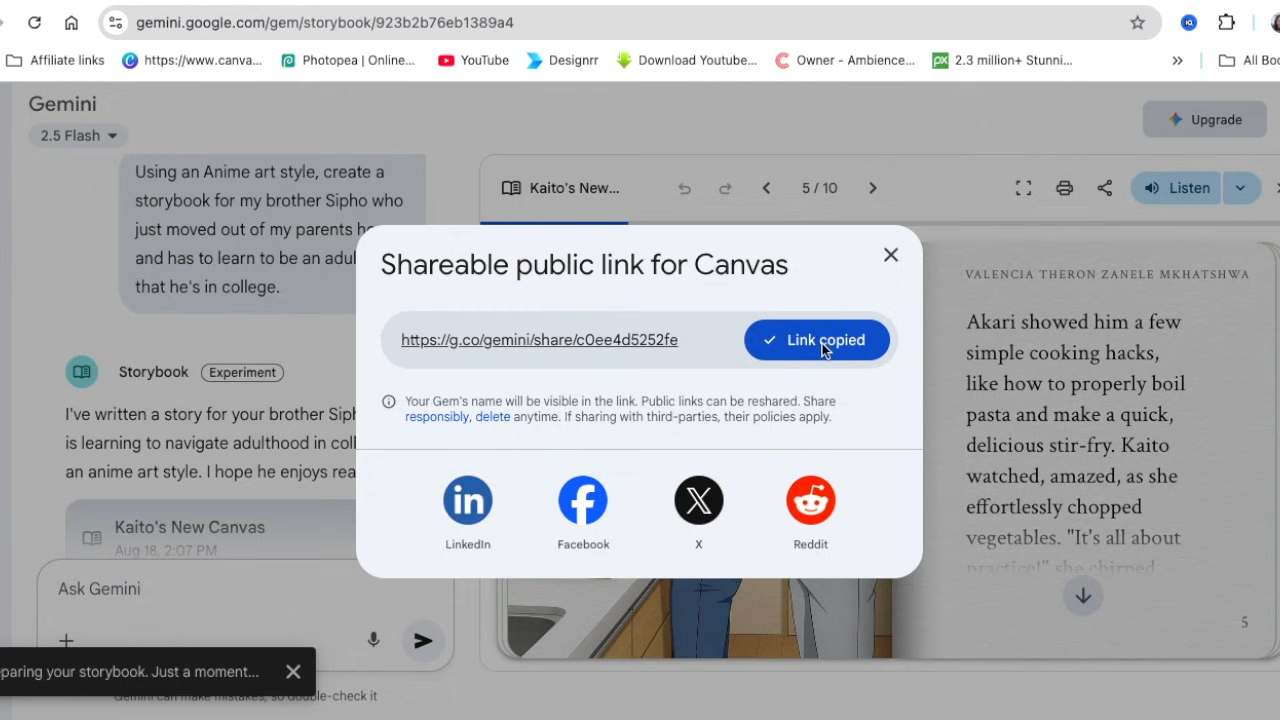 gemini.google.com/gem/storybook/923b2b76eb1389a4
Affiliate links
https://www.canva...
Photopea | Online...
YouTube
Designrr
Download Youtube...
Owner - Ambience...
2.3 million+ Stunni...
»
All Boo
Gemini
2.5 Flash
Upgrade
Using an Anime art style, create a
storybook for my brother Sipho who
just moved out of my parents ho
and has to learn to be an adu
that he's in college.
Storybook
Experiment
I've written a story for your brother Siph
is learning to navigate adulthood in coll
an anime art style. I hope he enjoys rea
Kaito's New Canvas
Aug 18, 2:07 PM
Ask Gemini
paring your storybook. Just a moment...
Gemini can make mistakes, so double-check it
Kaito's New...
5 / 10
Listen
Shareable public link for Canvas
https://g.co/gemini/share/c0ee4d5252fe
Link copied
Your Gem's name will be visible in the link. Public links can be reshared. Share
responsibly, delete anytime. If sharing with third-parties, their policies apply.
LinkedIn
Facebook
X
Reddit
VALENCIA THERON ZANELE MKHATSHWA
Akari showed him a few
simple cooking hacks,
like how to properly boil
pasta and make a quick,
delicious stir-fry. Kaito
watched, amazed, as she
effortlessly chopped
vegetables. "It's all about
practice!" she chirped
5